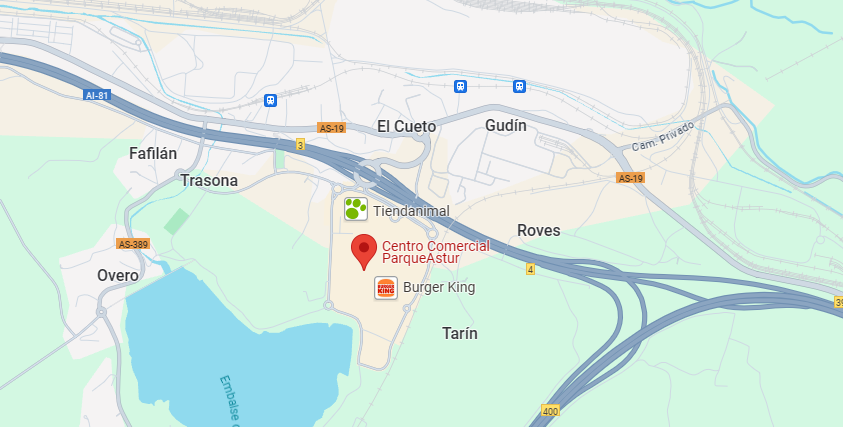 AI-81
AS-19
El Cueto
Gudín
Cam. Privado
3
Fafilán
Trasona
AS-19
Tiendanimal
AS-389
Roves
Centro Comercial
ParqueAstur
4
Overo
BURGER
KING
Burger King
39
Tarín
Embalse d
400